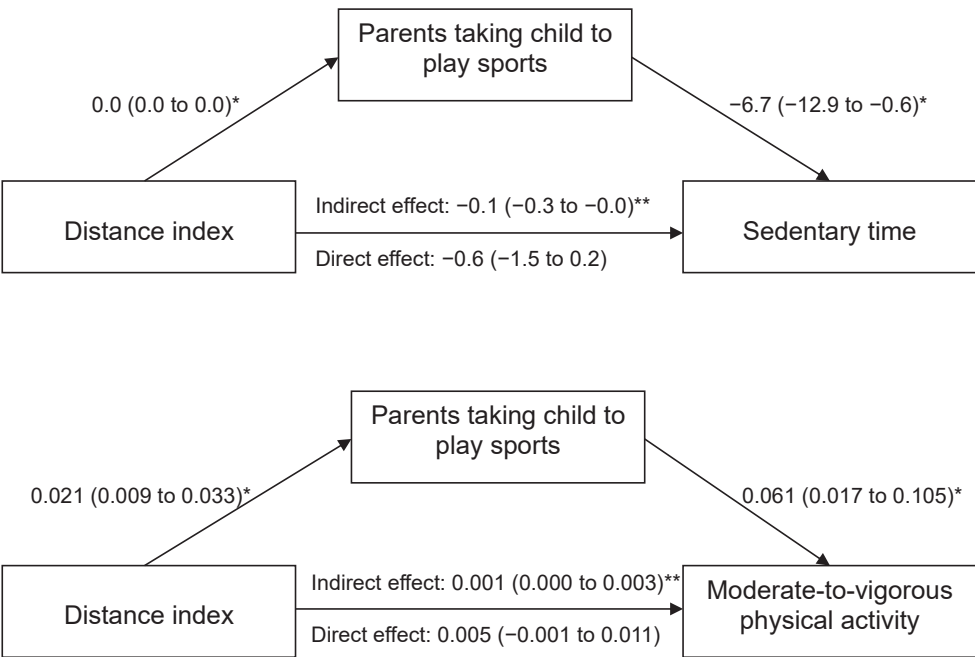 Parents taking child to
play sports
0.0 (0.0 to 0.0)*
−6.7 (−12.9 to −0.6)*
Distance index
Indirect effect: −0.1 (−0.3 to −0.0)**
Direct effect: −0.6 (−1.5 to 0.2)
Sedentary time
Parents taking child to
play sports
0.021 (0.009 to 0.033)*
0.061 (0.017 to 0.105)*
Distance index
Indirect effect: 0.001 (0.000 to 0.003)**
Direct effect: 0.005 (−0.001 to 0.011)
Moderate-to-vigorous
physical activity